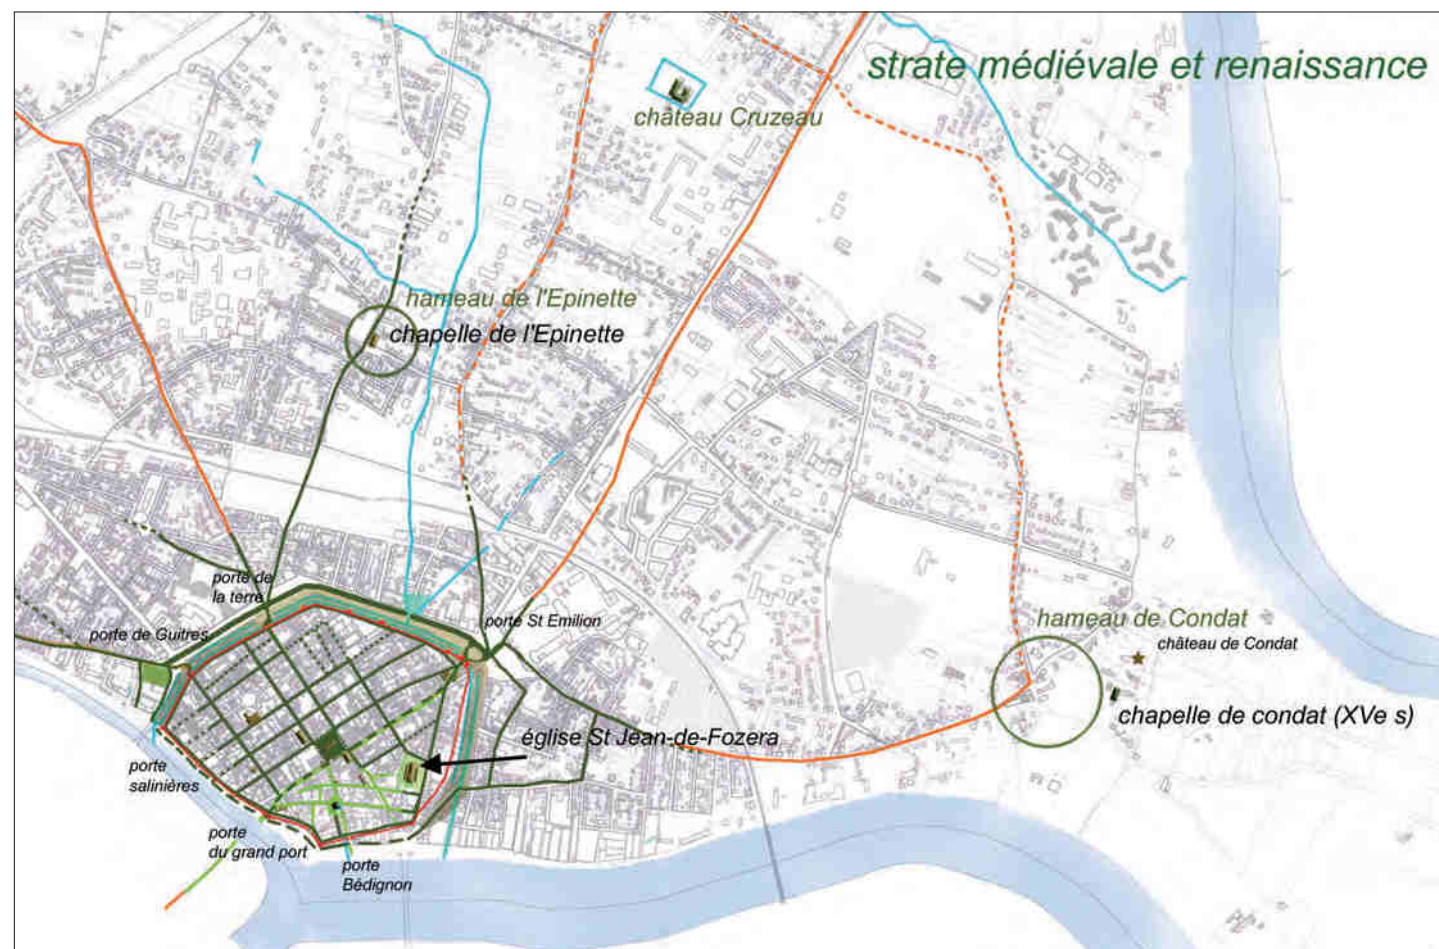 strate médiévale et renaissance
château Cruzeau
hameau de l'Epinette
chapelle de l'Epinette
porte de
la terre
porte de Guitres
porte St Emilion
hameau de Condat
château de Condat
chapelle de condat (XVe s)
église St Jean-de-Fozera
porte
salinières
porte
du grand port
porte
Bédignon